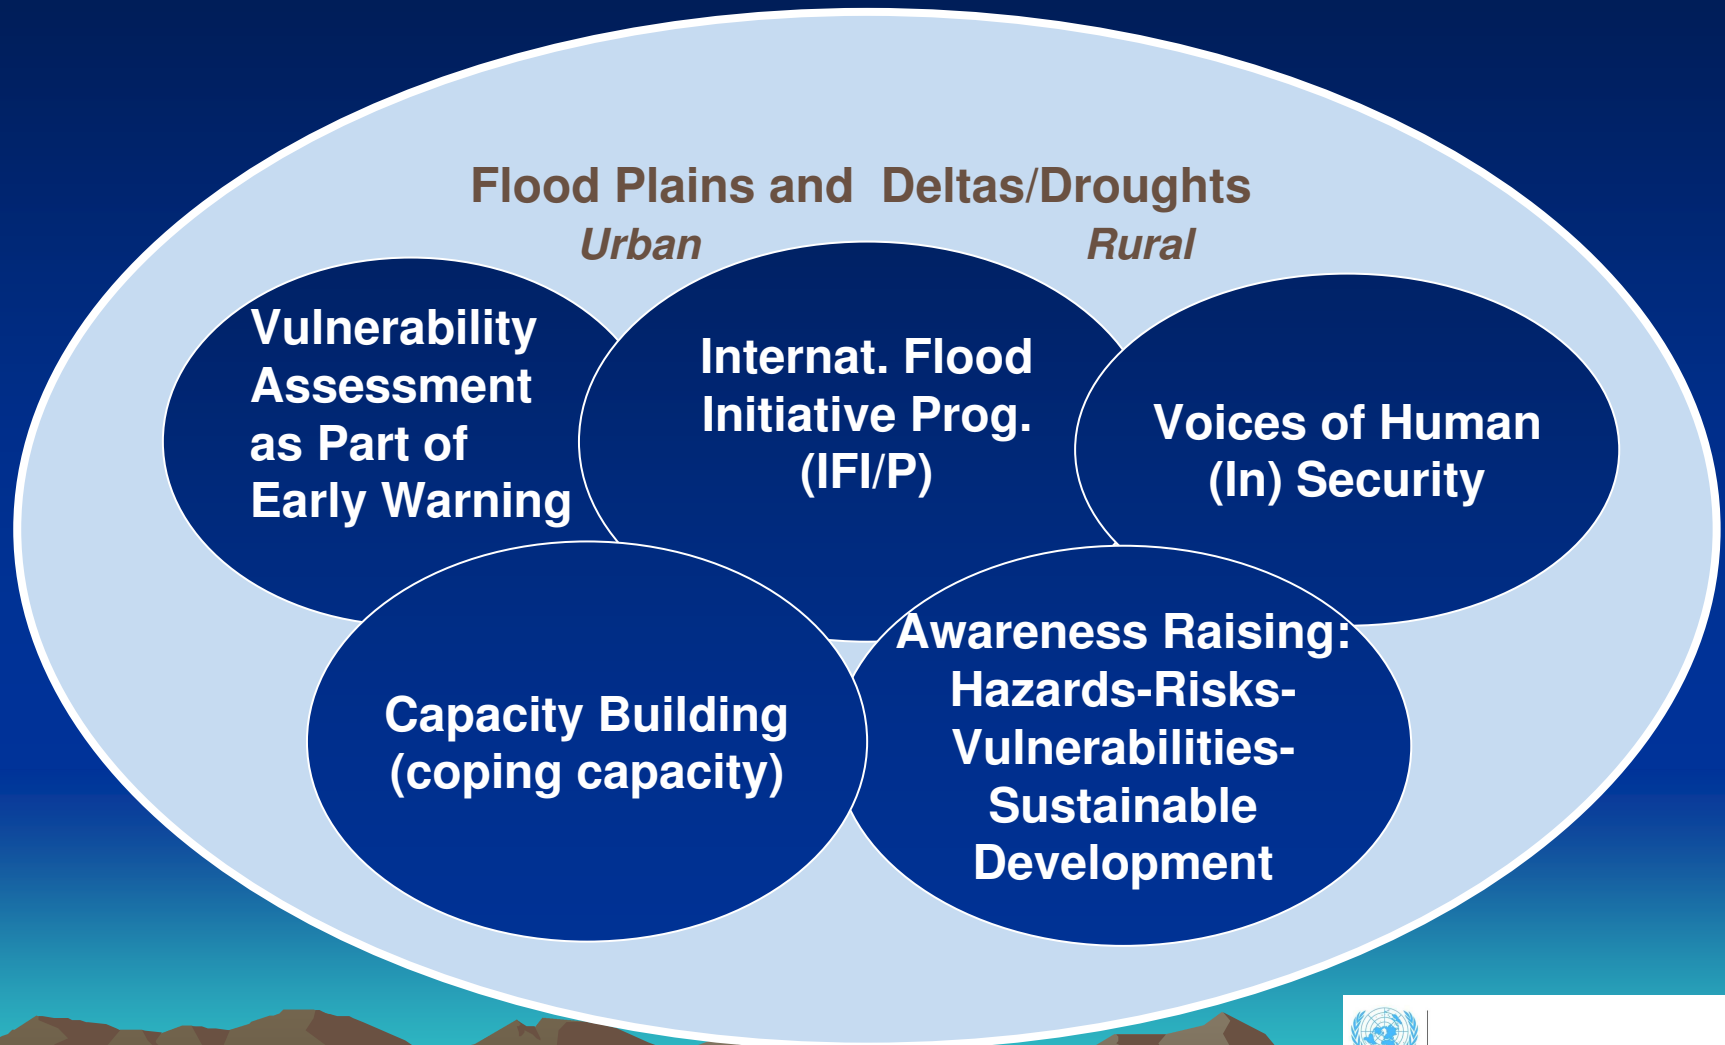 Flood Plains and Deltas/Droughts
Urban Rural
Vulnerability
Assessment
as Part of
Early Warning
Internat. Flood
Initiative Prog.
(IFI/P)
Voices of Human
(In) Security
Capacity Building
(coping capacity)
Awareness Raising:
Hazards-Risks-
Vulnerabilities-
Sustainable
Development